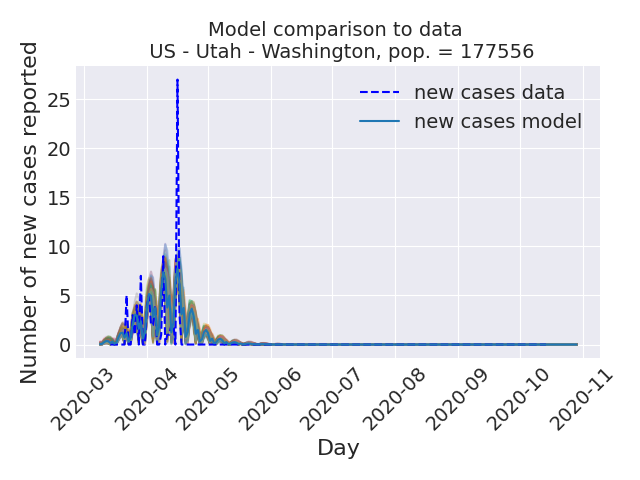 Model comparison to data
US - Utah - Washington, pop. = 177556
Number of new cases reported
25
20
15
10
5
0
new cases data
new cases model
2020-03
2020-04
2020-05
2020-06
2020-07
2020-08
2020-09
2020-10
2020-11
Day